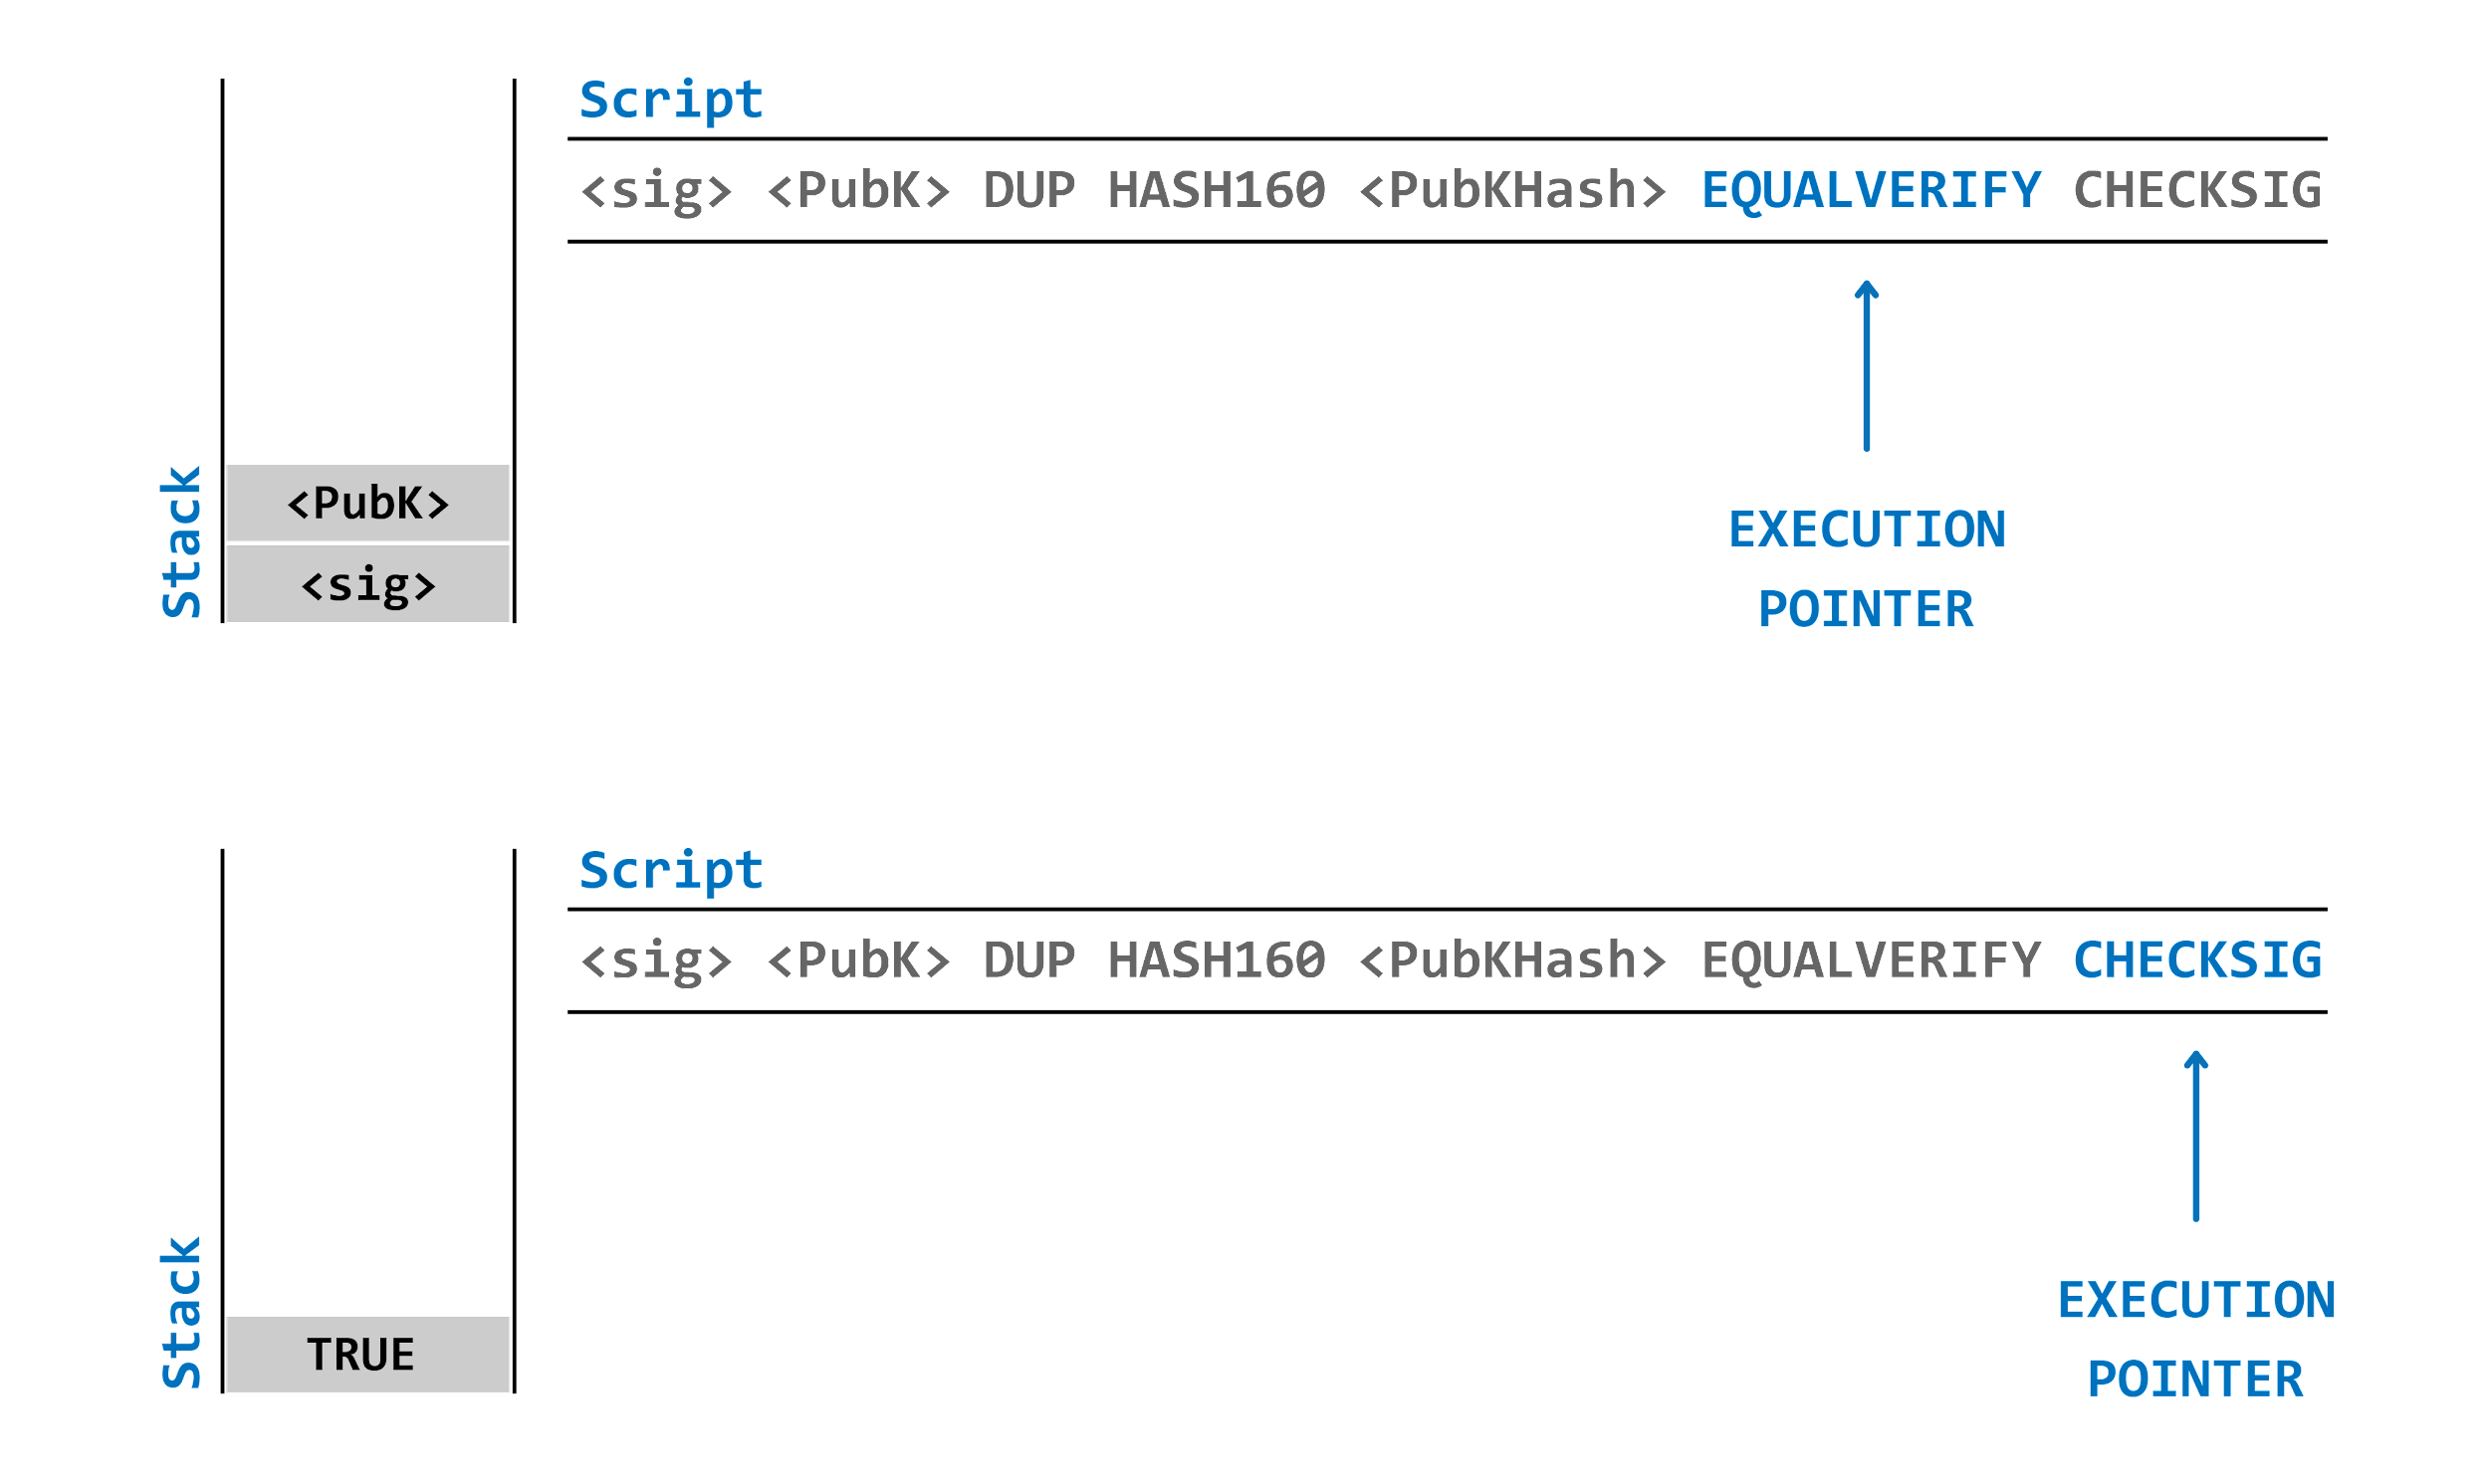 Script
<sig> <PubK> DUP HASH160 <PubKHash> EQUALVERIFY CHECKSIG
Stack
<PubK>
<sig>
EXECUTION
POINTER
Script
<sig> <PubK> DUP HASH160 <PubKHash> EQUALVERIFY CHECKSIG
Stack
TRUE
EXECUTION
POINTER